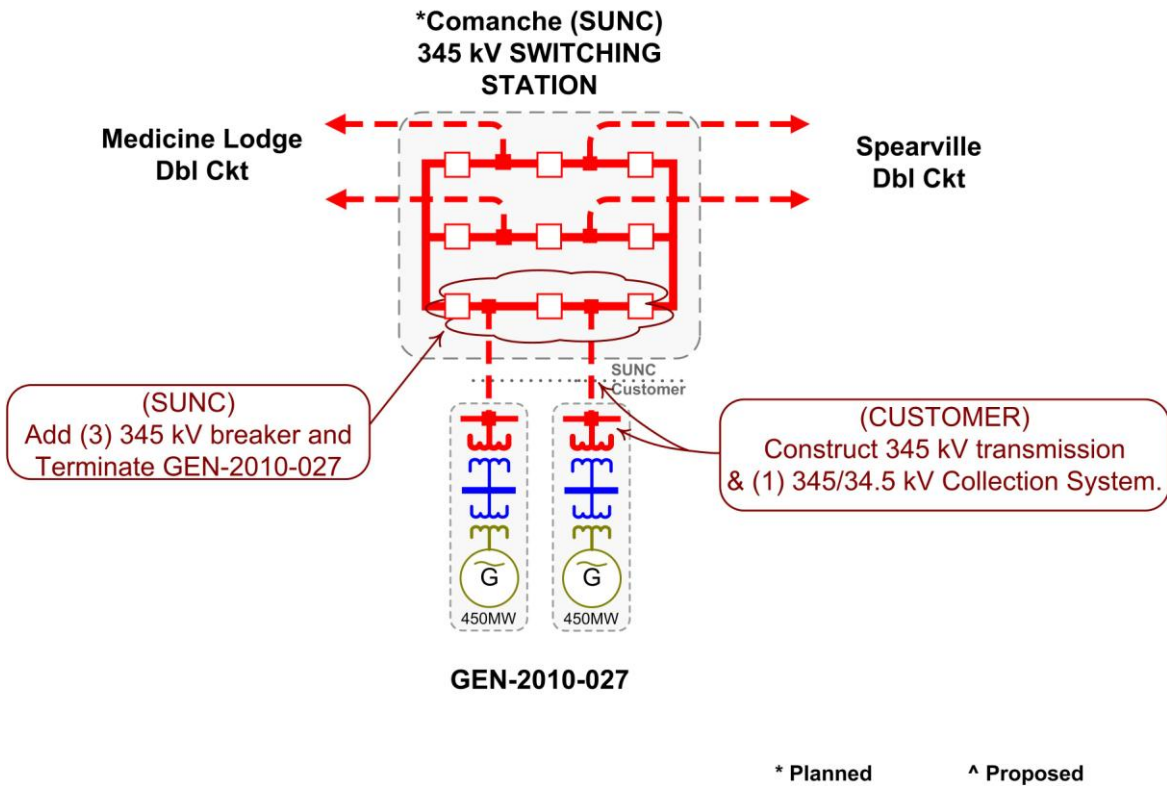 *Comanche (SUNC)
345 kV SWITCHING
STATION
Medicine Lodge
Dbl Ckt
Spearville
Dbl Ckt
SUNC
Customer
(SUNC)
Add (3) 345 kV breaker and
Terminate GEN-2010-027
(CUSTOMER)
Construct 345 kV transmission
& (1) 345/34.5 kV Collection System.
G
G
450MW
450MW
GEN-2010-027
* Planned
^ Proposed